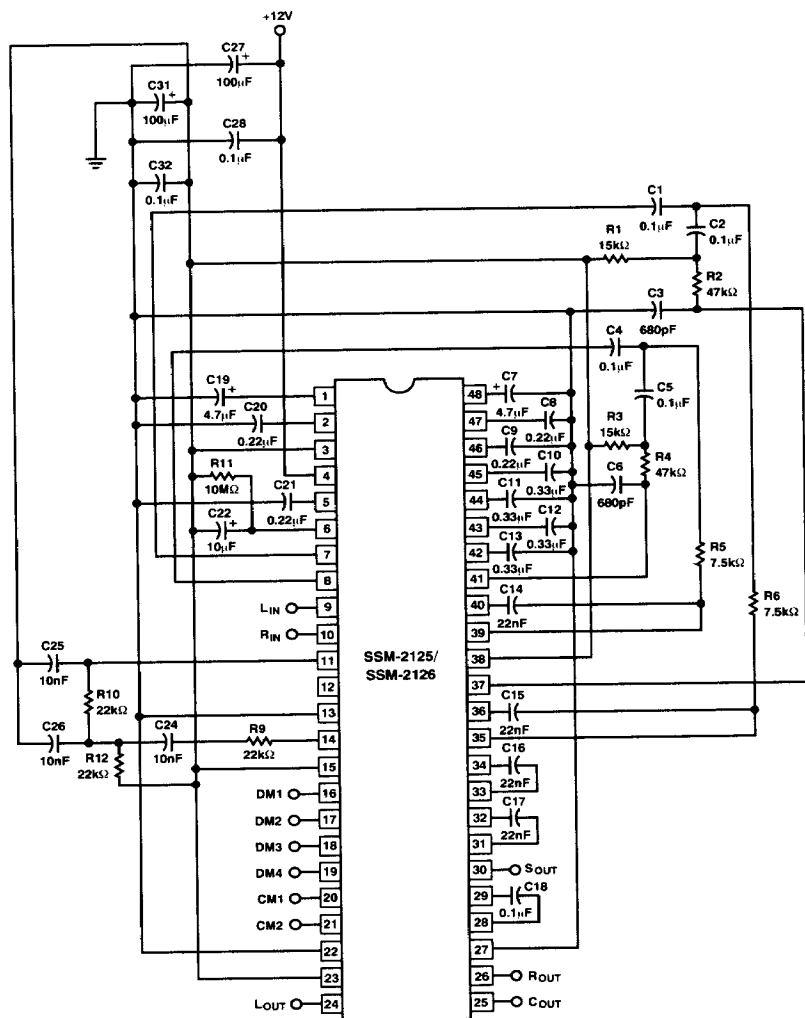 +12V
C27
+
100µF
C31
+
100µF
C28
0.1µF
C32
0.1µF
C1
0.1µF
C2
0.1µF
R1
15kΩ
R2
47kΩ
C3
680pF
C4
0.1µF
C5
0.1µF
R3
15kΩ
R4
47kΩ
C6
680pF
R5
7.5kΩ
R6
7.5kΩ
C19
+
4.7µF
C20
0.22µF
R11
10MΩ
C21
0.22µF
C22
+
10µF
LIN
RIN
C25
10nF
R10
22kΩ
C26
10nF
R12
22kΩ
C24
10nF
R9
22kΩ
DM1
DM2
DM3
DM4
CM1
CM2
LOUT
1
2
3
4
5
6
7
8
9
10
11
12
13
14
15
16
17
18
19
20
21
22
23
24
SSM-2125/
SSM-2126
48
47
46
45
44
43
42
41
40
39
38
37
36
35
34
33
32
31
30
29
28
27
26
25
+
C7
4.7µF
C8
0.22µF
C9
0.22µF
C10
0.33µF
C11
0.33µF
C12
0.33µF
C13
0.33µF
C14
22nF
C15
22nF
C16
22nF
C17
22nF
SOUT
C18
0.1µF
ROUT
COUT